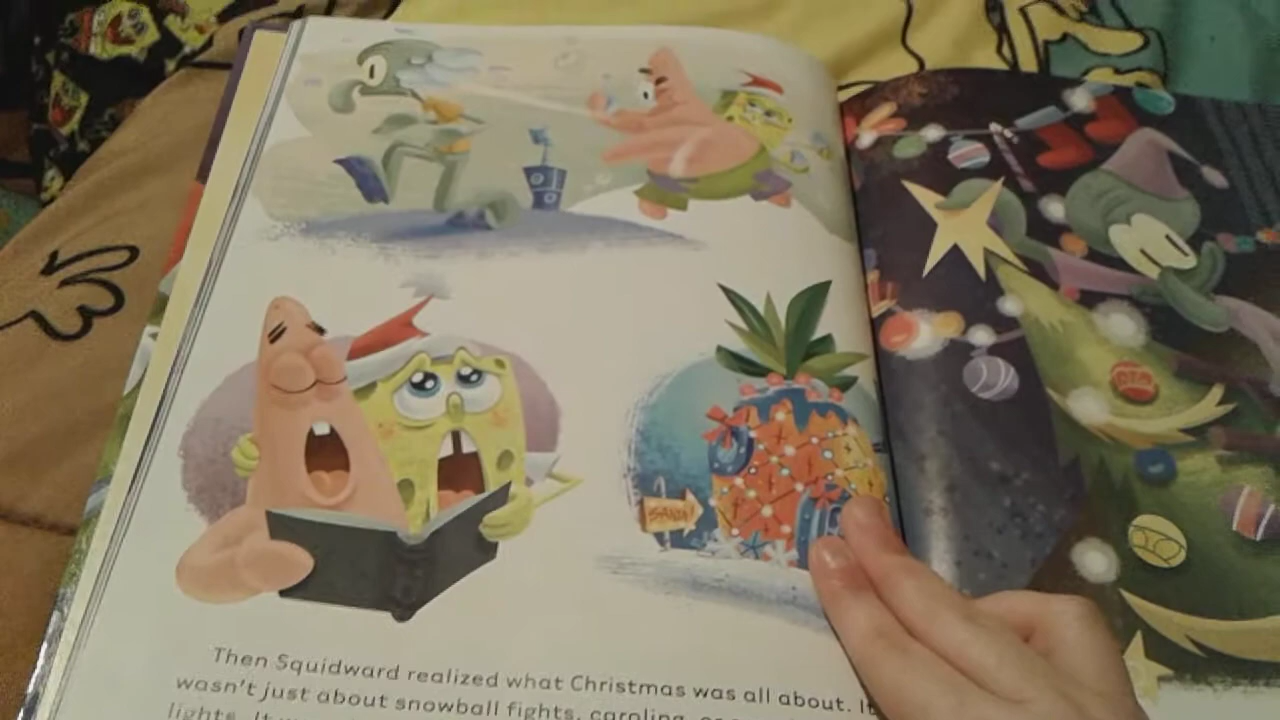 SANTA!
Then Squidward realized what Christmas was all about. It
wasn't just about snowball fights, caroling,
lights. It